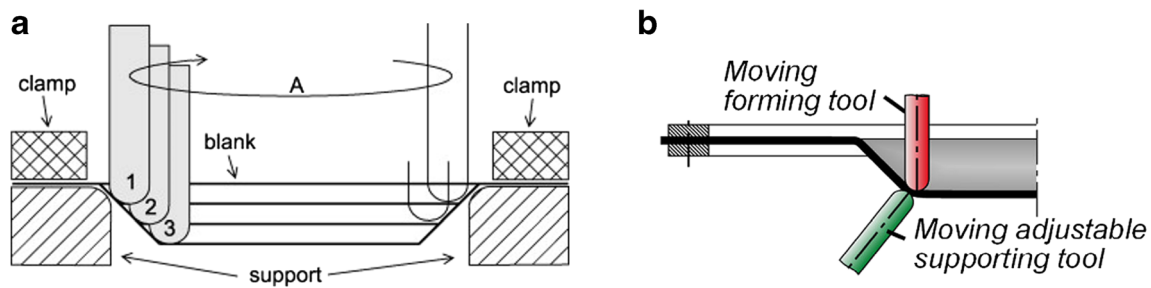 a
clamp
A
clamp
blank
1
2
3
support
b
Moving
forming tool
Moving adjustable
supporting tool